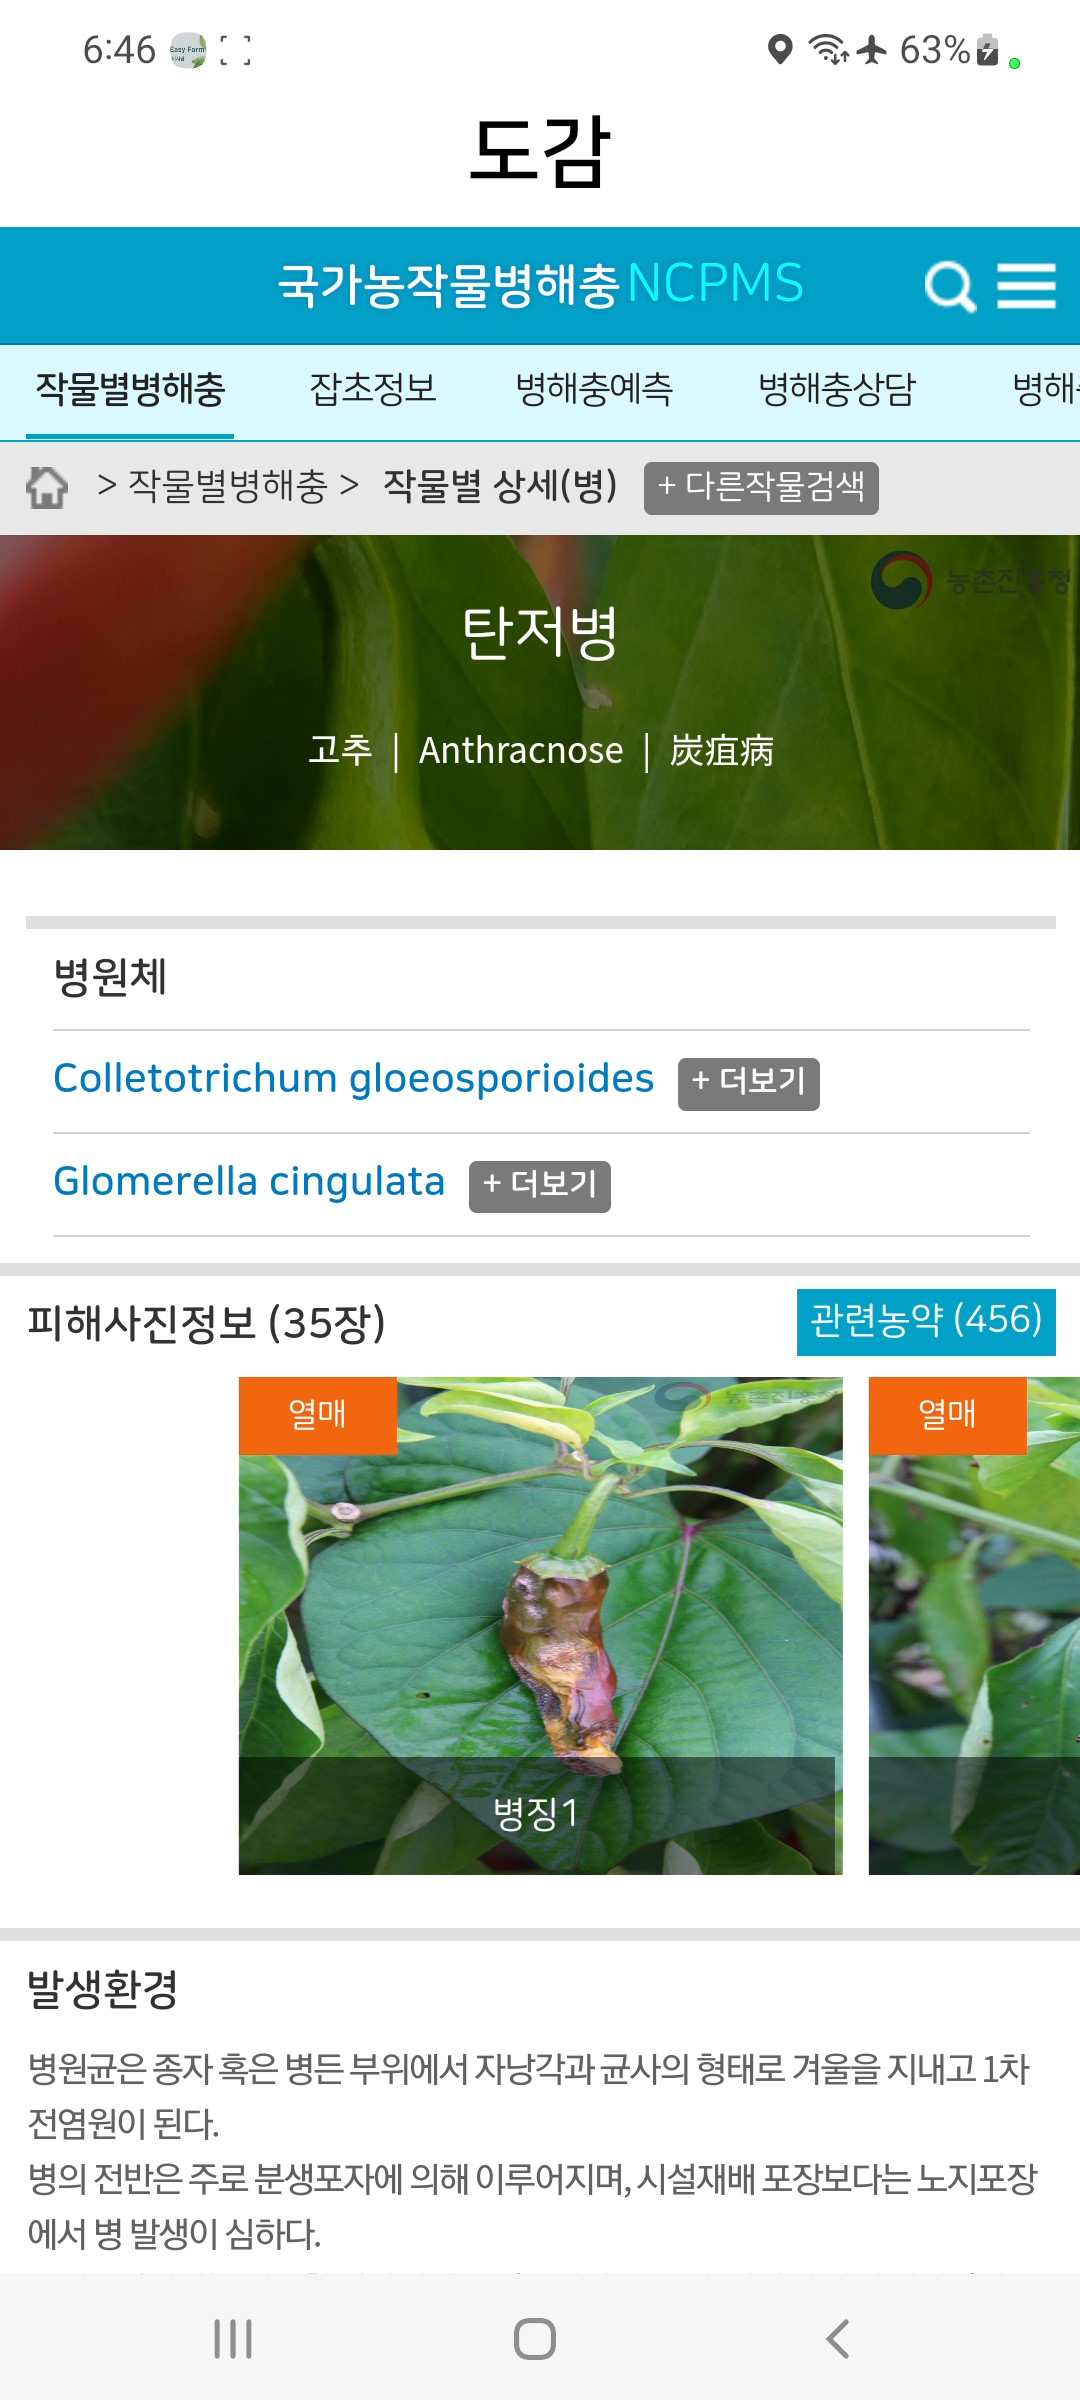 6:46
Easy Farm
63%
도감
국가농작물병해충 NCPMS
작물별병해충 잡초정보 병해충예측 병해충상담 병해
> 작물별병해충 > 작물별 상세(병) + 다른작물검색
농촌진흥청
탄저병
고추 | Anthracnose | 炭疽病
병원체
Colletotrichum gloeosporioides + 더보기
Glomerella cingulata + 더보기
피해사진정보 (35장) 관련농약 (456)
열매 농촌진흥청 열매
병징1
발생환경
병원균은 종자 혹은 병든 부위에서 자낭각과 균사의 형태로 겨울을 지내고 1차
전염원이 된다.
병의 전반은 주로 분생포자에 의해 이루어지며, 시설재배 포장보다는 노지포장
에서 병 발생이 심하다.